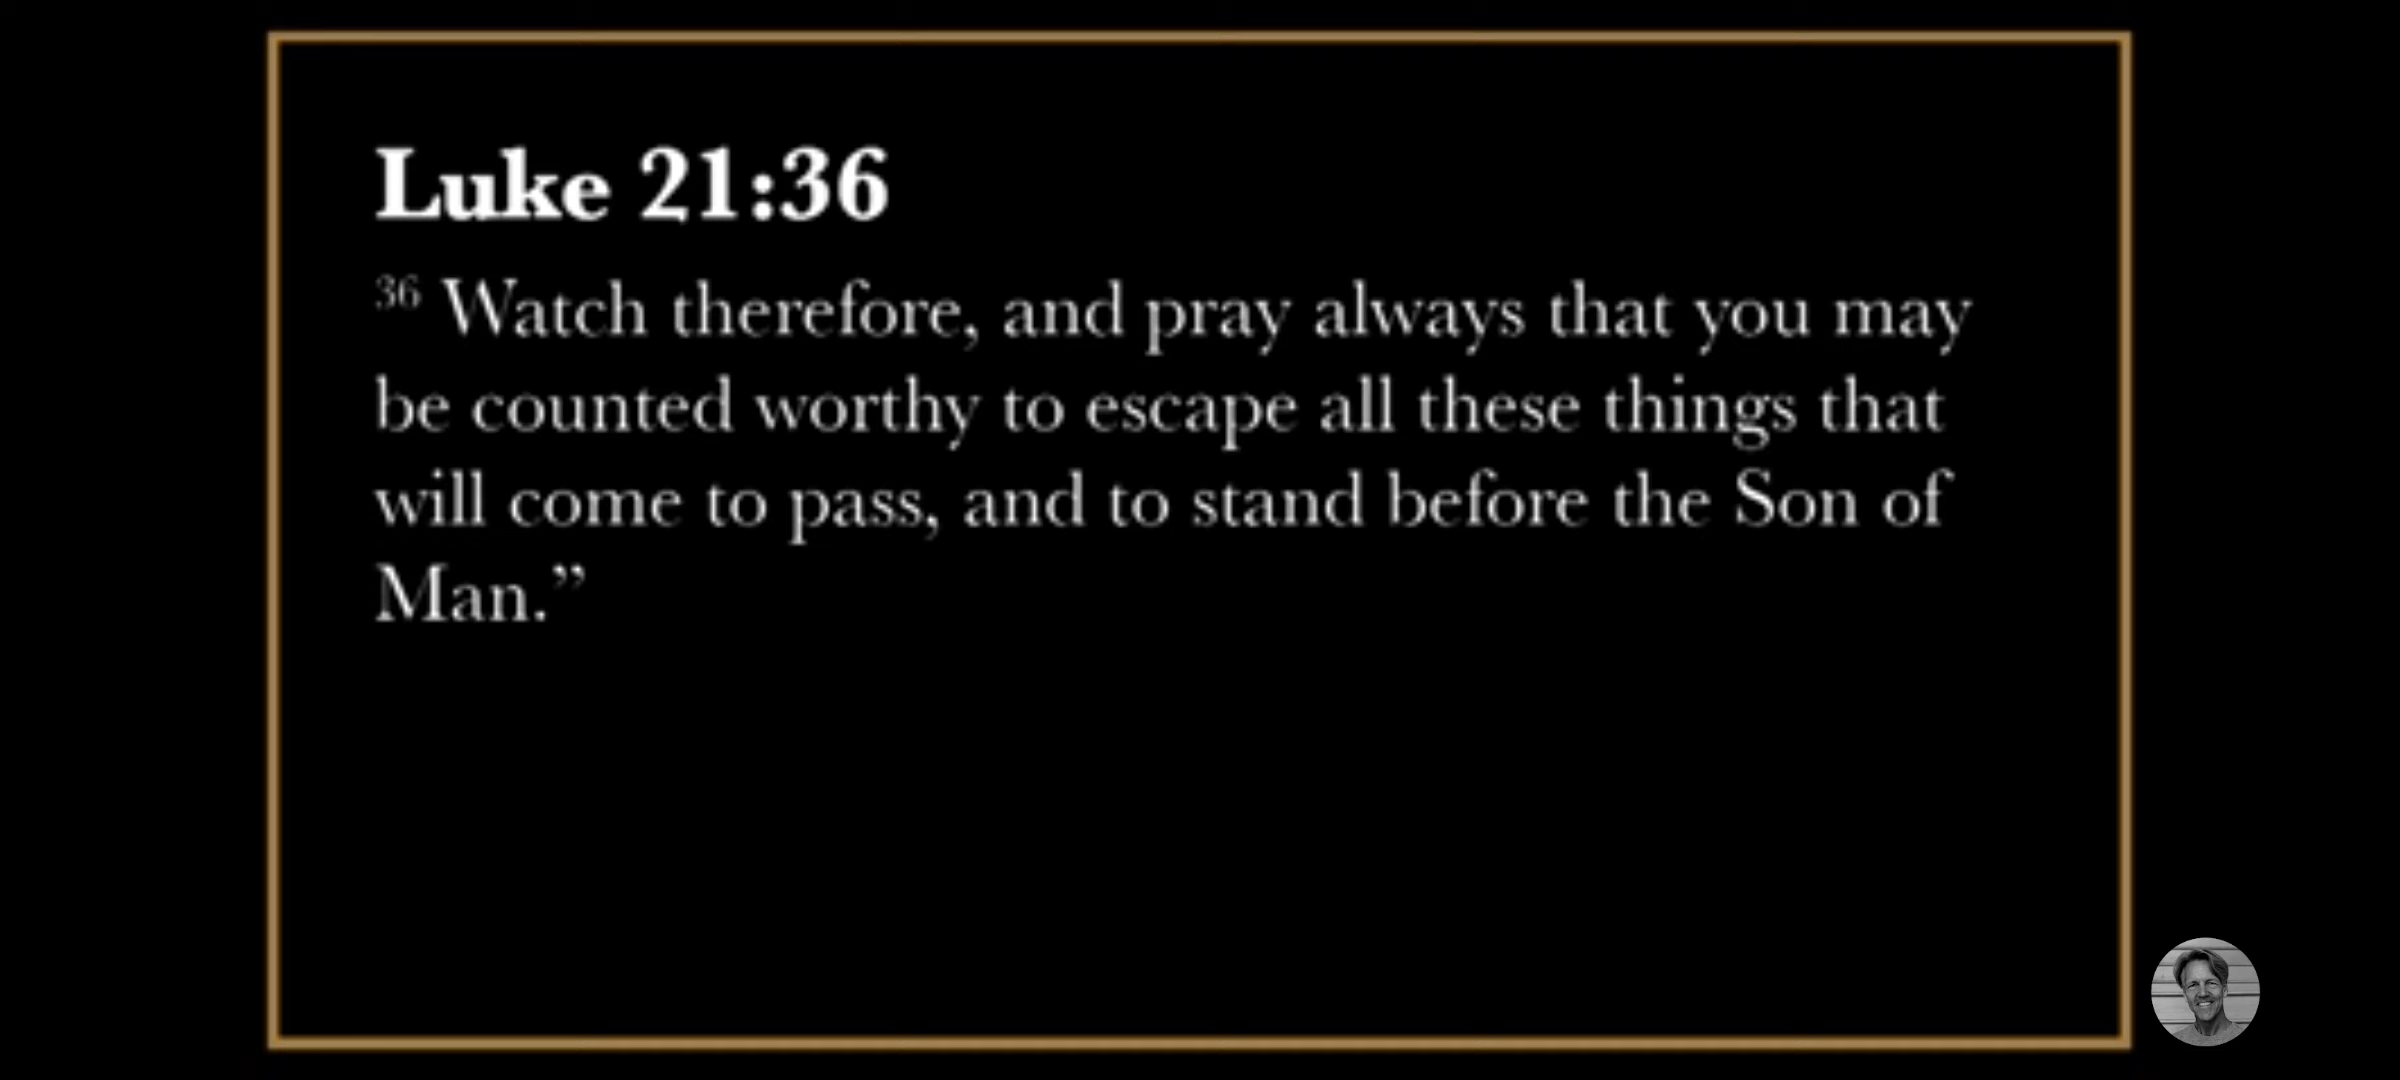 Luke 21:36
36 Watch therefore, and pray always that you may
be counted worthy to escape all these things that
will come to pass, and to stand before the Son of
Man.”